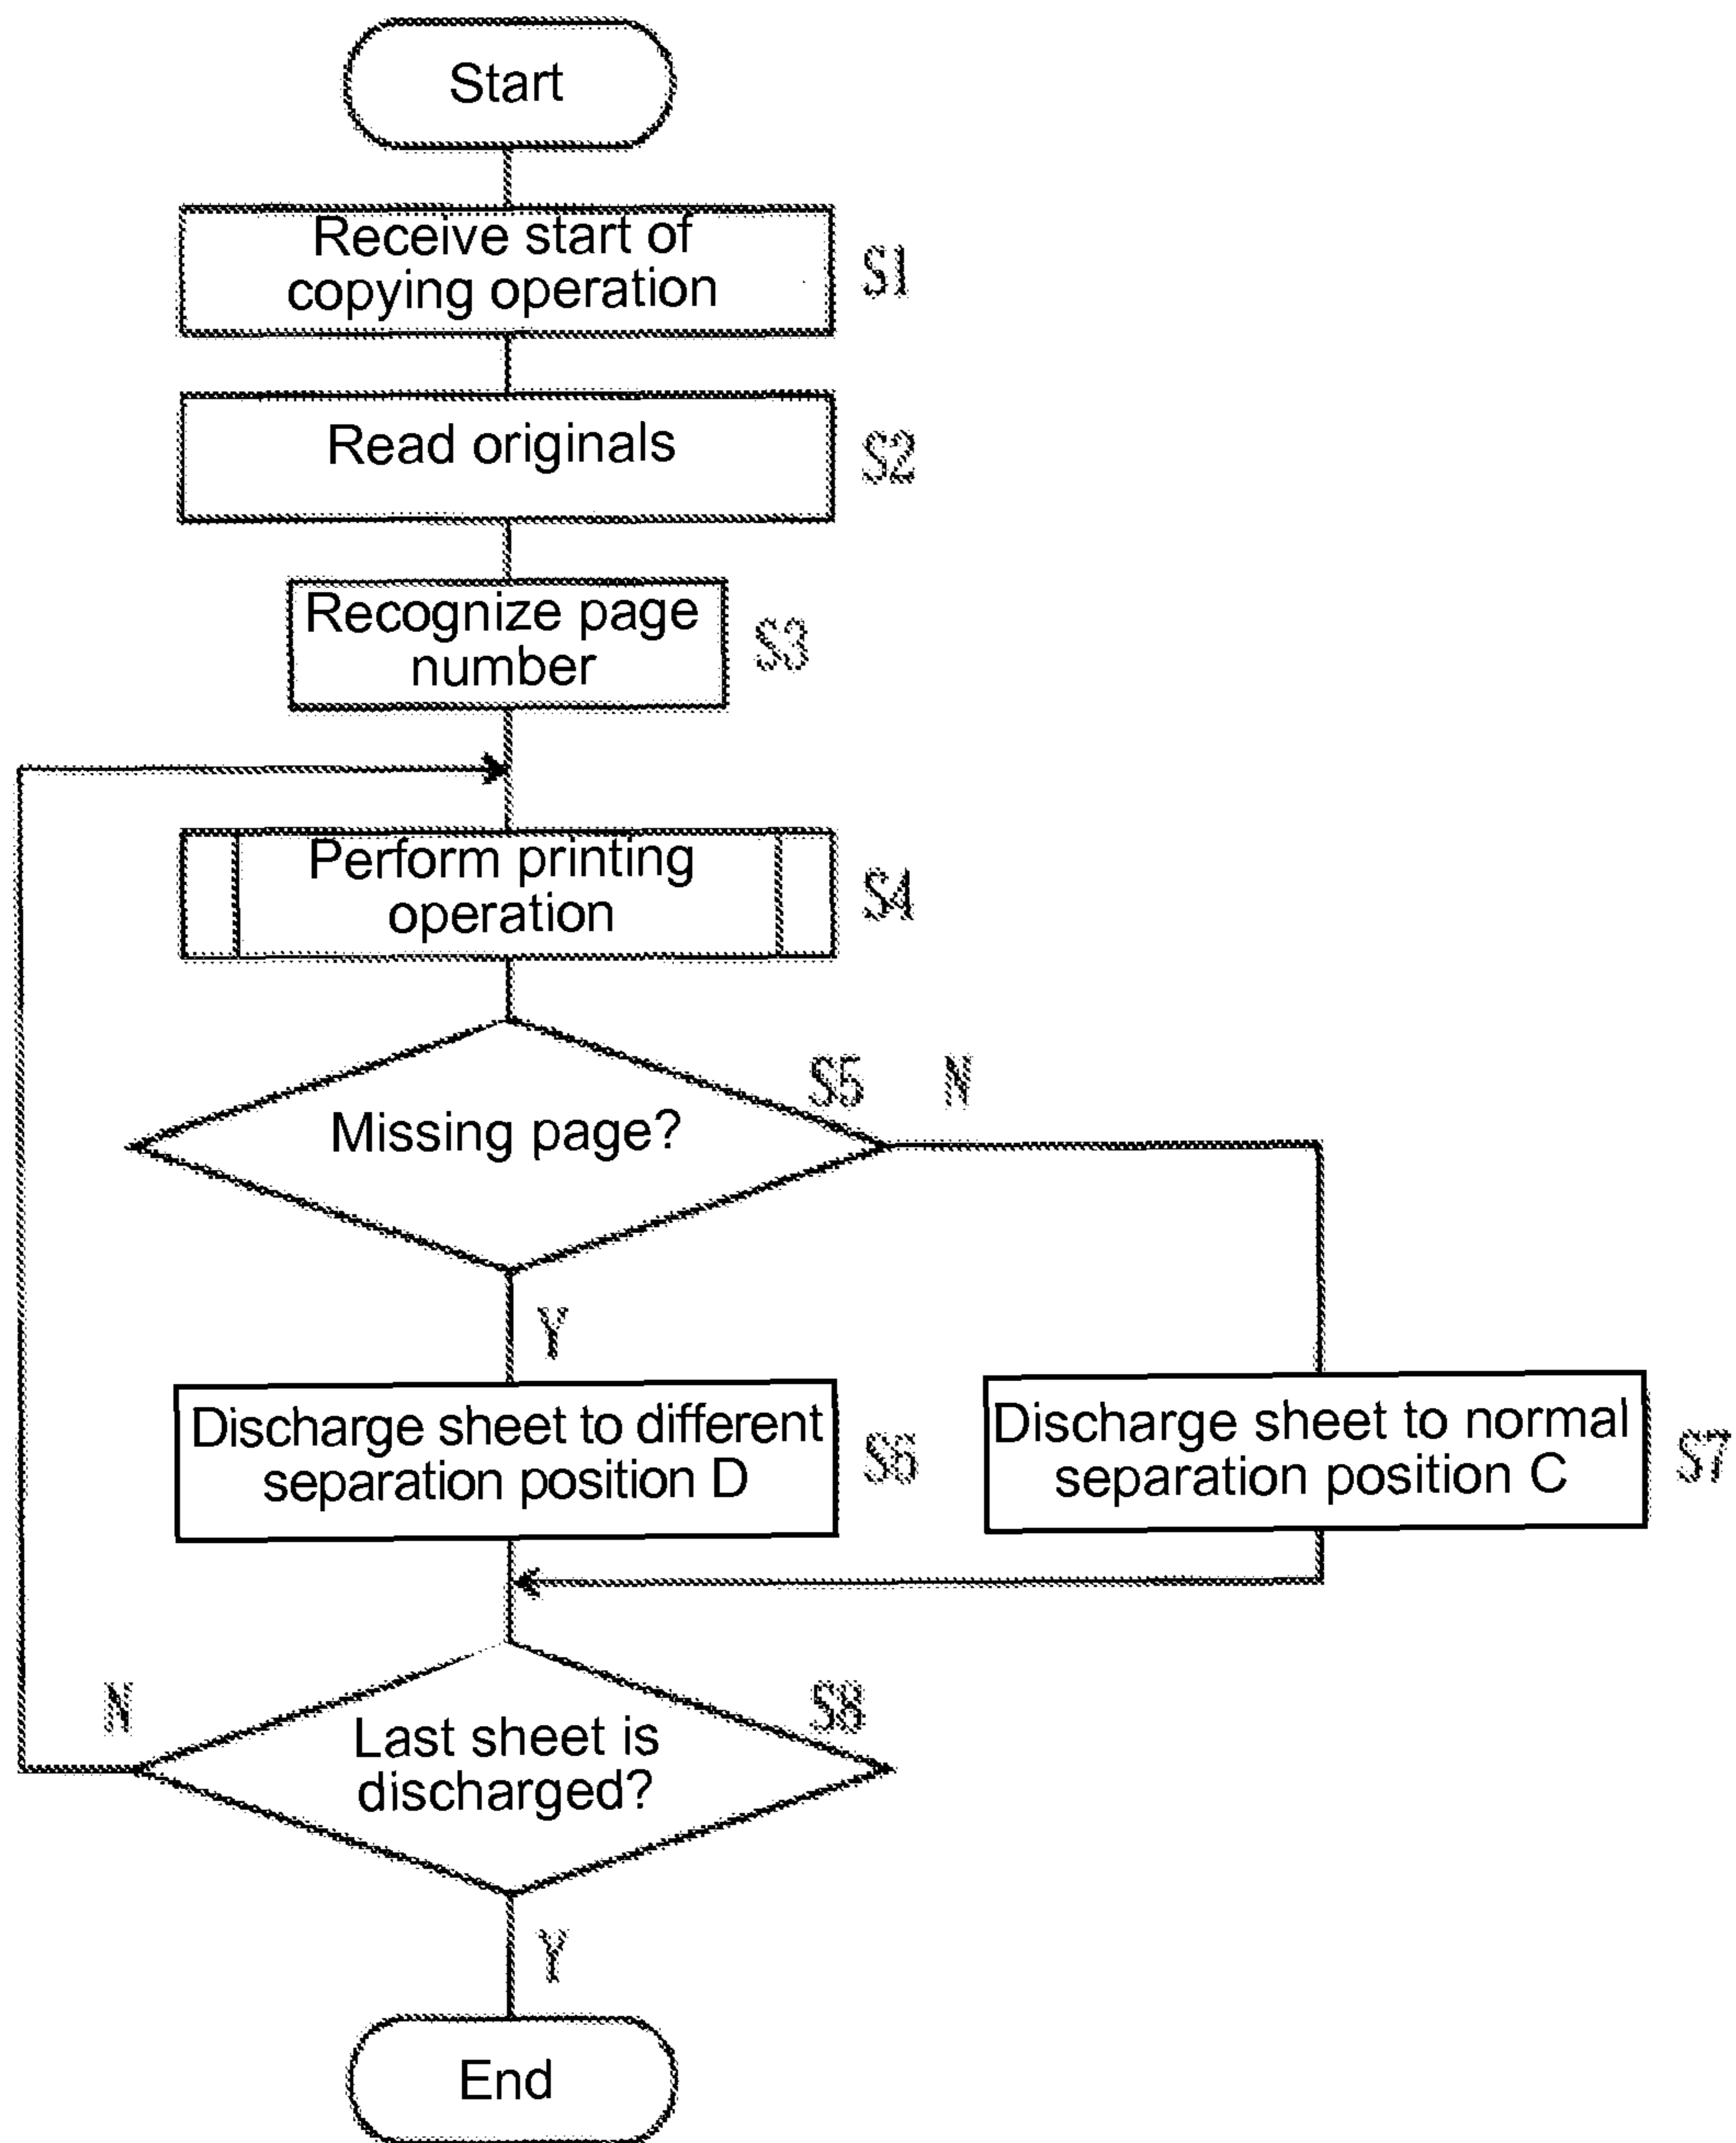 Start
Receive start of
copying operation
S1
Read originals
S2
Recognize page
number
S3
Perform printing
operation
S4
Missing page?
S5
N
Y
Discharge sheet to different
separation position D
S6
Discharge sheet to normal
separation position C
S7
N
Last sheet is
discharged?
S8
Y
End